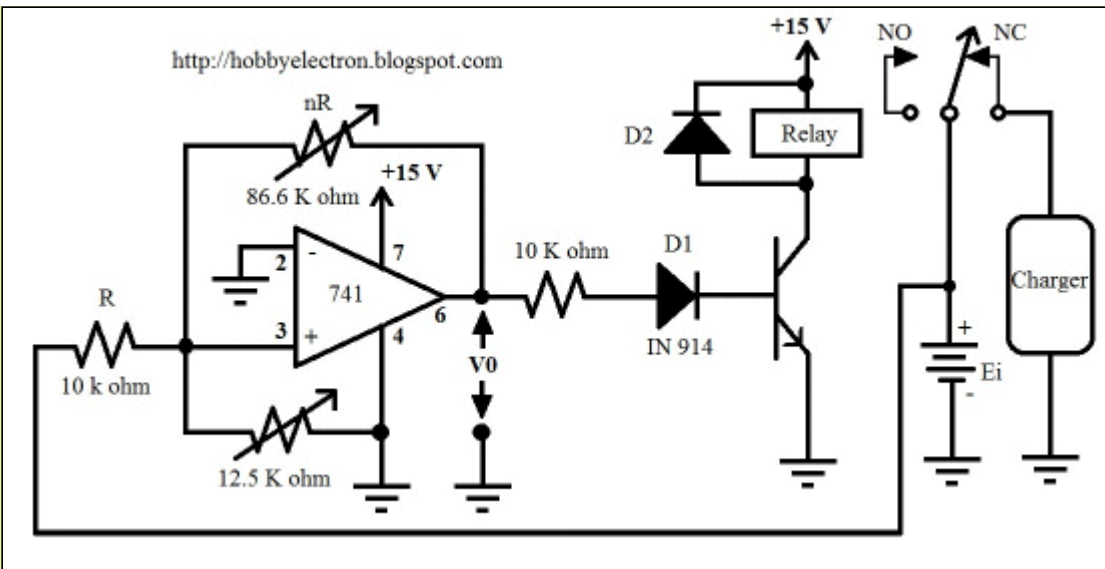 http://hobbyelectron.blogspot.com
nR
86.6 K ohm
+15 V
2
-
7
741
3
+
4
6
R
10 k ohm
12.5 K ohm
V0
10 K ohm
D1
IN 914
+15 V
D2
Relay
NO
NC
Charger
+
Ei
-